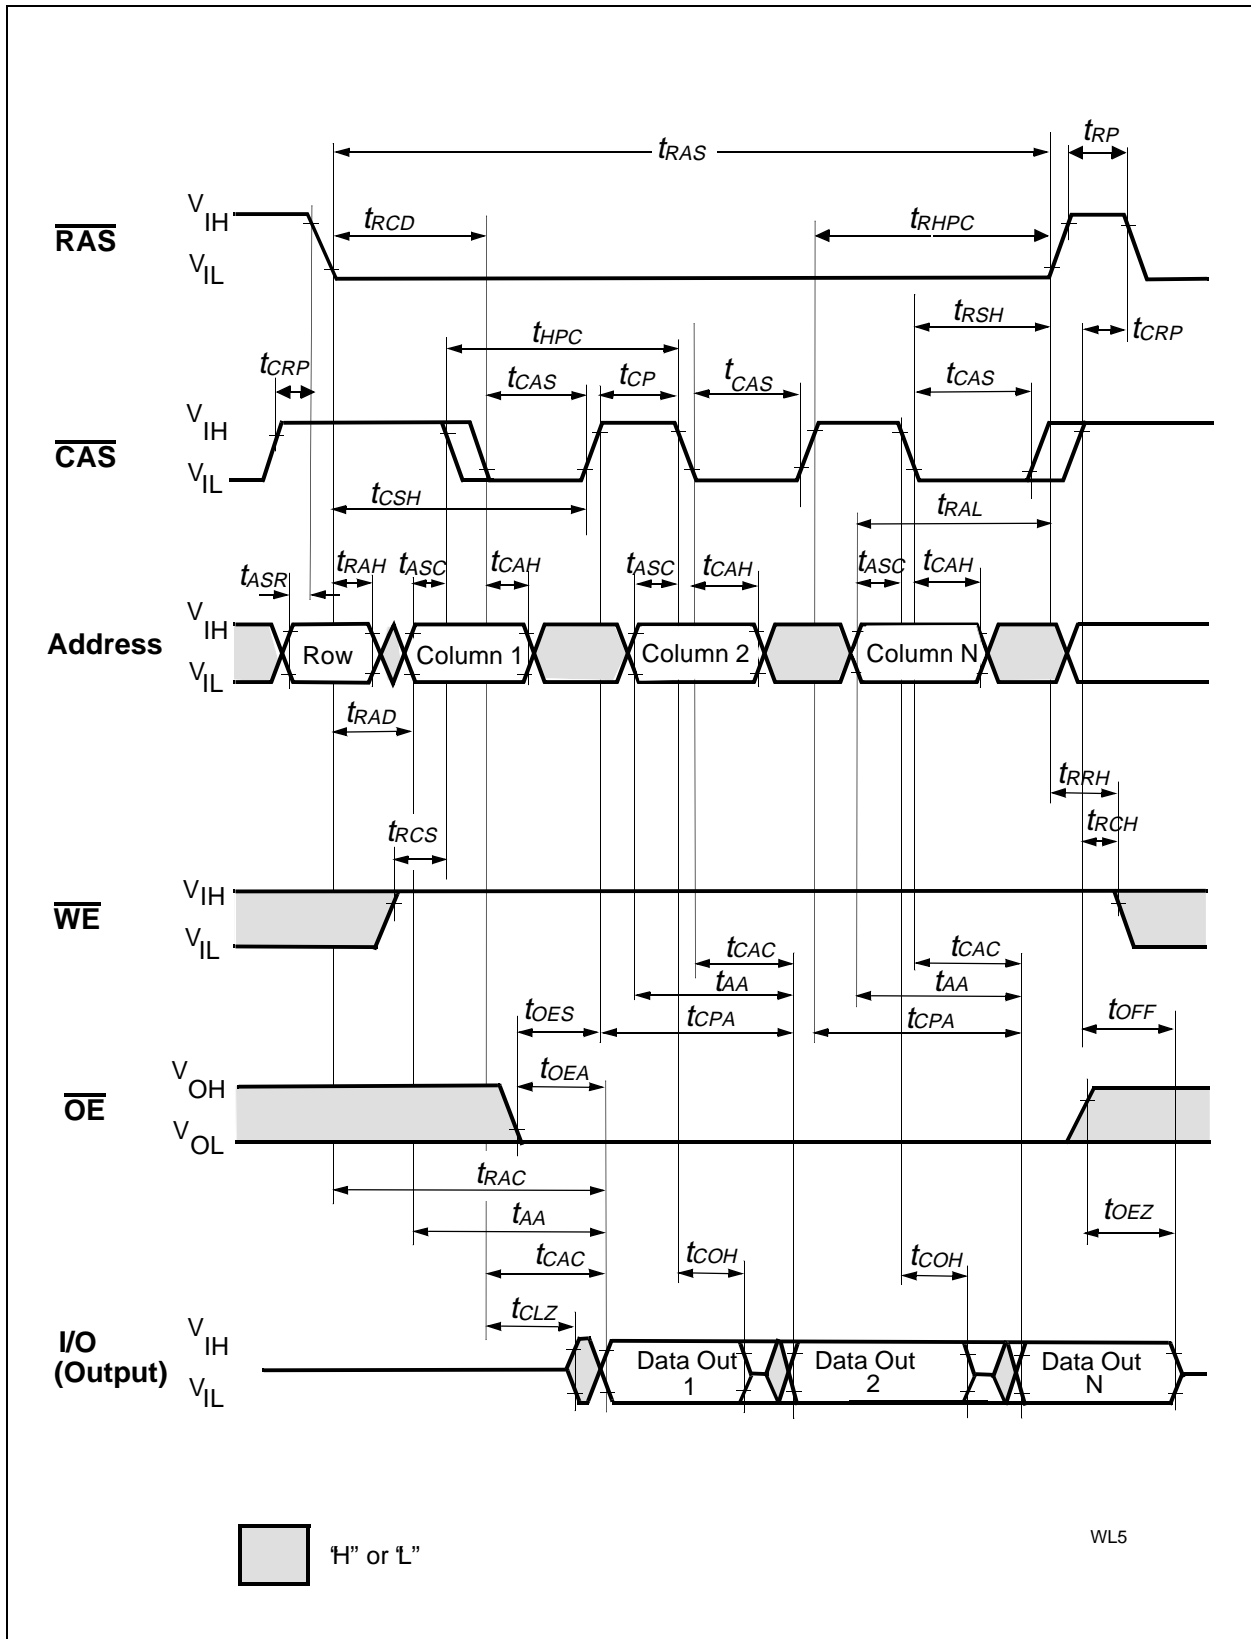 tRAS
tRP
VIH
RAS
VIL
tRCD
tRHPC
tHPC
tRSH
tCRP
tCRP
tCAS
tCP
tCAS
tCAS
VIH
CAS
VIL
tCSH
tRAL
tASR
tRAH
tASC
tCAH
tASC
tCAH
tASC
tCAH
VIH
Address
VIL
Row
Column 1
Column 2
Column N
tRAD
tRRH
tRCS
tRCH
VIH
WE
VIL
tCAC
tCAC
tAA
tAA
tOES
tCPA
tCPA
tOFF
tOEA
VOH
OE
VOL
tRAC
tAA
tOEZ
tCAC
tCOH
tCOH
tCLZ
I/O
(Output)
VIH
VIL
Data Out
1
Data Out
2
Data Out
N
"H" or "L"
WL5